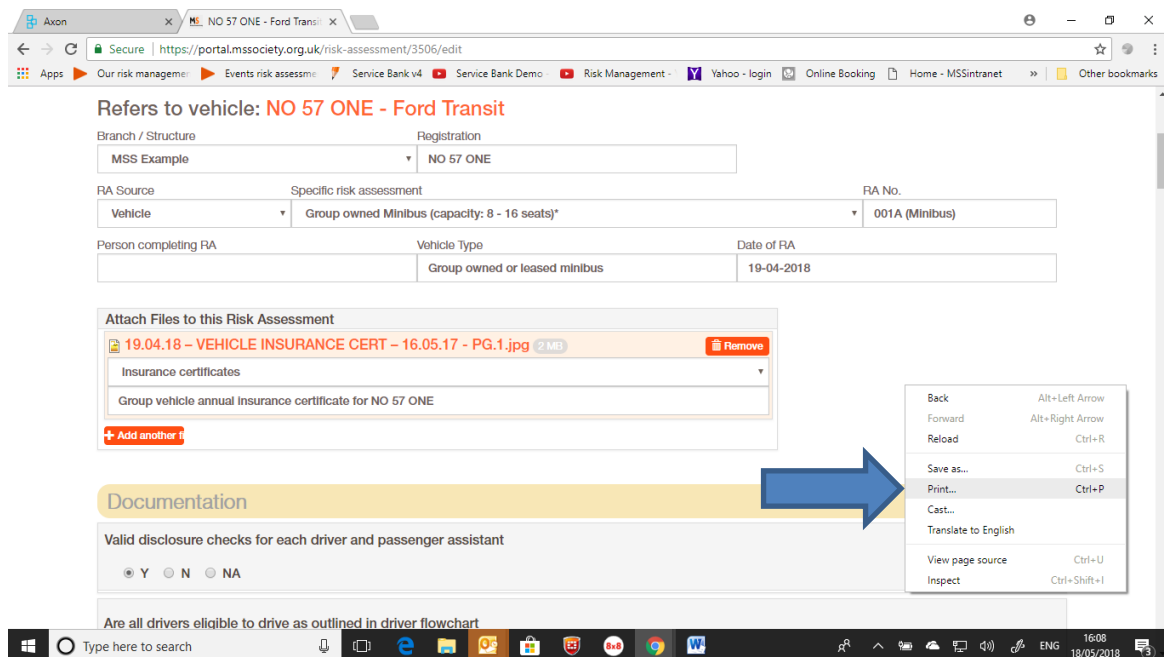 Axon
MS. NO 57 ONE - Ford Transit
Secure | https://portal.mssociety.org.uk/risk-assessment/3506/edit
Apps Our risk managemen Events risk assessme Service Bank v4 Service Bank Demo - Risk Management - Yahoo - login Online Booking Home - MSSintranet » Other bookmarks
Refers to vehicle: NO 57 ONE - Ford Transit
Branch / Structure Registration
MSS Example NO 57 ONE
RA Source Specific risk assessment RA No.
Vehicle Group owned Minibus (capacity: 8 - 16 seats)* 001A (Minibus)
Person completing RA Vehicle Type Date of RA
Group owned or leased minibus 19-04-2018
Attach Files to this Risk Assessment
19.04.18 – VEHICLE INSURANCE CERT – 16.05.17 - PG.1.jpg 2 MB Remove
Insurance certificates
Group vehicle annual insurance certificate for NO 57 ONE
+ Add another fi
Back Alt+Left Arrow
Forward Alt+Right Arrow
Reload Ctrl+R
Save as... Ctrl+S
Print... Ctrl+P
Cast...
Translate to English
View page source Ctrl+U
Inspect Ctrl+Shift+I
Documentation
Valid disclosure checks for each driver and passenger assistant
Y N NA
Are all drivers eligible to drive as outlined in driver flowchart
Type here to search
8x8
ENG
16:08
18/05/2018
3